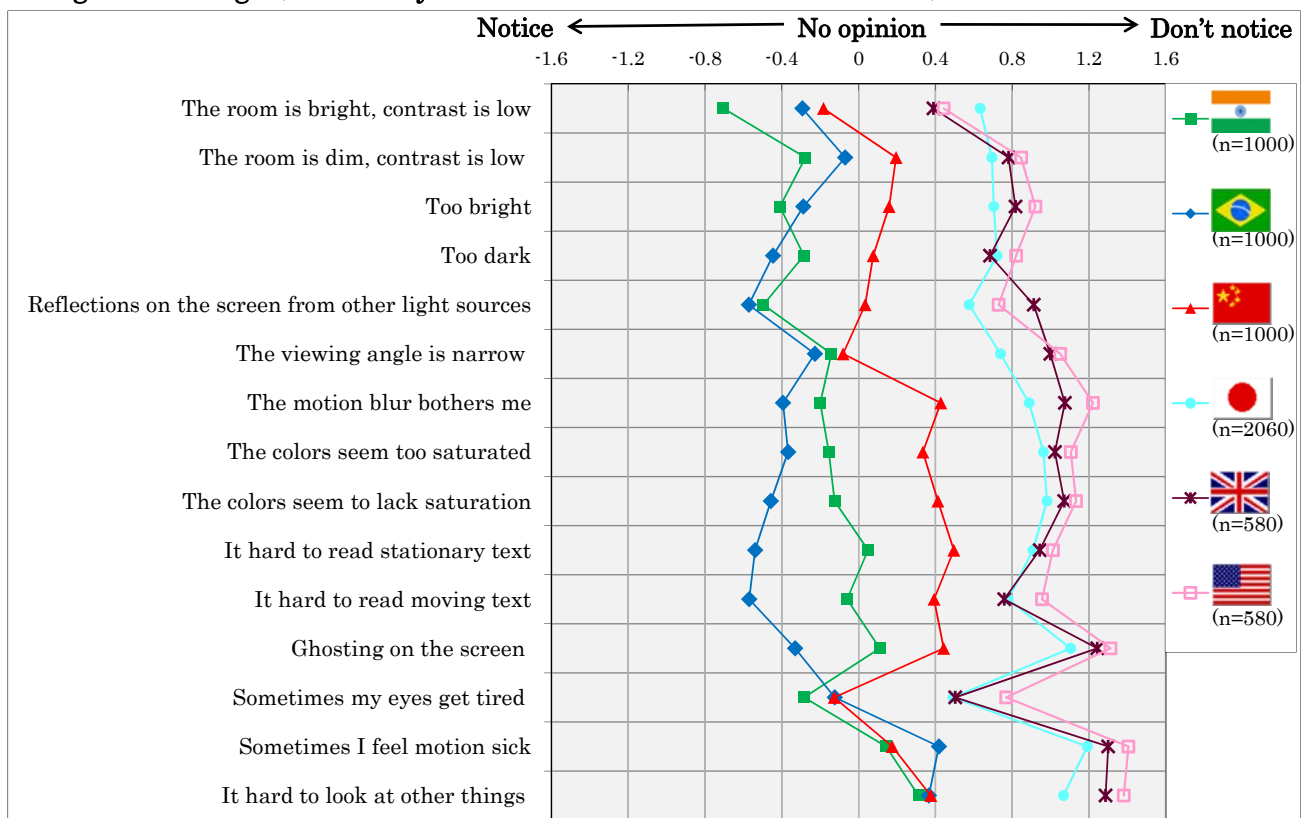 Notice No opinion Don't notice
-1.6 -1.2 -0.8 -0.4 0 0.4 0.8 1.2 1.6
The room is bright, contrast is low
The room is dim, contrast is low
Too bright
Too dark
Reflections on the screen from other light sources
The viewing angle is narrow
The motion blur bothers me
The colors seem too saturated
The colors seem to lack saturation
It hard to read stationary text
It hard to read moving text
Ghosting on the screen
Sometimes my eyes get tired
Sometimes I feel motion sick
It hard to look at other things
(n=1000)
(n=1000)
(n=1000)
(n=2060)
(n=580)
(n=580)